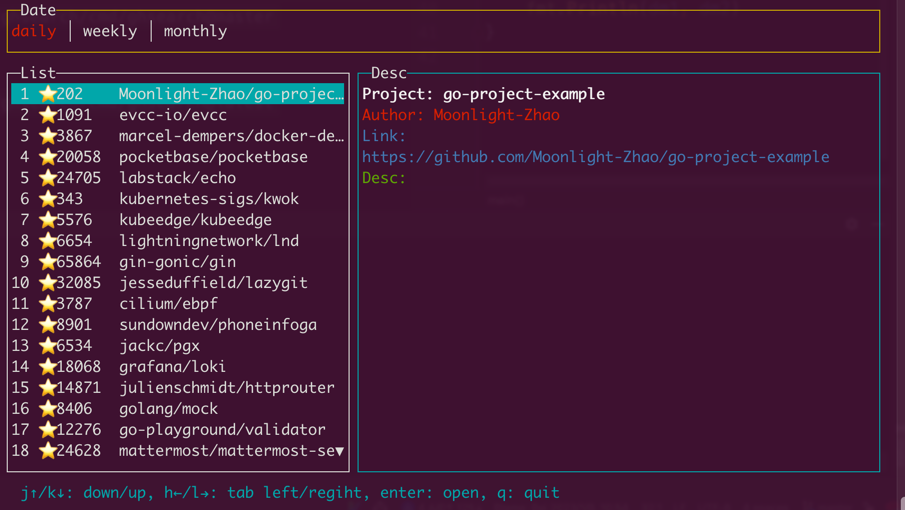 Date
daily │ weekly │ monthly
List
1 ⭐202 Moonlight-Zhao/go-projec…
2 ⭐1091 evcc-io/evcc
3 ⭐3867 marcel-dempers/docker-de…
4 ⭐20058 pocketbase/pocketbase
5 ⭐24705 labstack/echo
6 ⭐343 kubernetes-sigs/kwok
7 ⭐5576 kubeedge/kubeedge
8 ⭐6654 lightningnetwork/lnd
9 ⭐65864 gin-gonic/gin
10 ⭐32085 jesseduffield/lazygit
11 ⭐3787 cilium/ebpf
12 ⭐8901 sundowndev/phoneinfoga
13 ⭐6534 jackc/pgx
14 ⭐18068 grafana/loki
15 ⭐14871 julienschmidt/httprouter
16 ⭐8406 golang/mock
17 ⭐12276 go-playground/validator
18 ⭐24628 mattermost/mattermost-se▼
Desc
Project: go-project-example
Author: Moonlight-Zhao
Link:
https://github.com/Moonlight-Zhao/go-project-example
Desc:
j↑/k↓: down/up, h←/l→: tab left/regiht, enter: open, q: quit